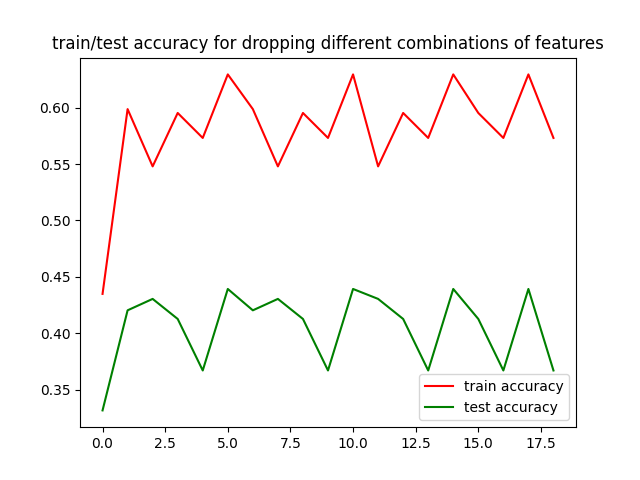 train/test accuracy for dropping different combinations of features
0.60
0.55
0.50
0.45
0.40
0.35
train accuracy
test accuracy
0.0 2.5 5.0 7.5 10.0 12.5 15.0 17.5